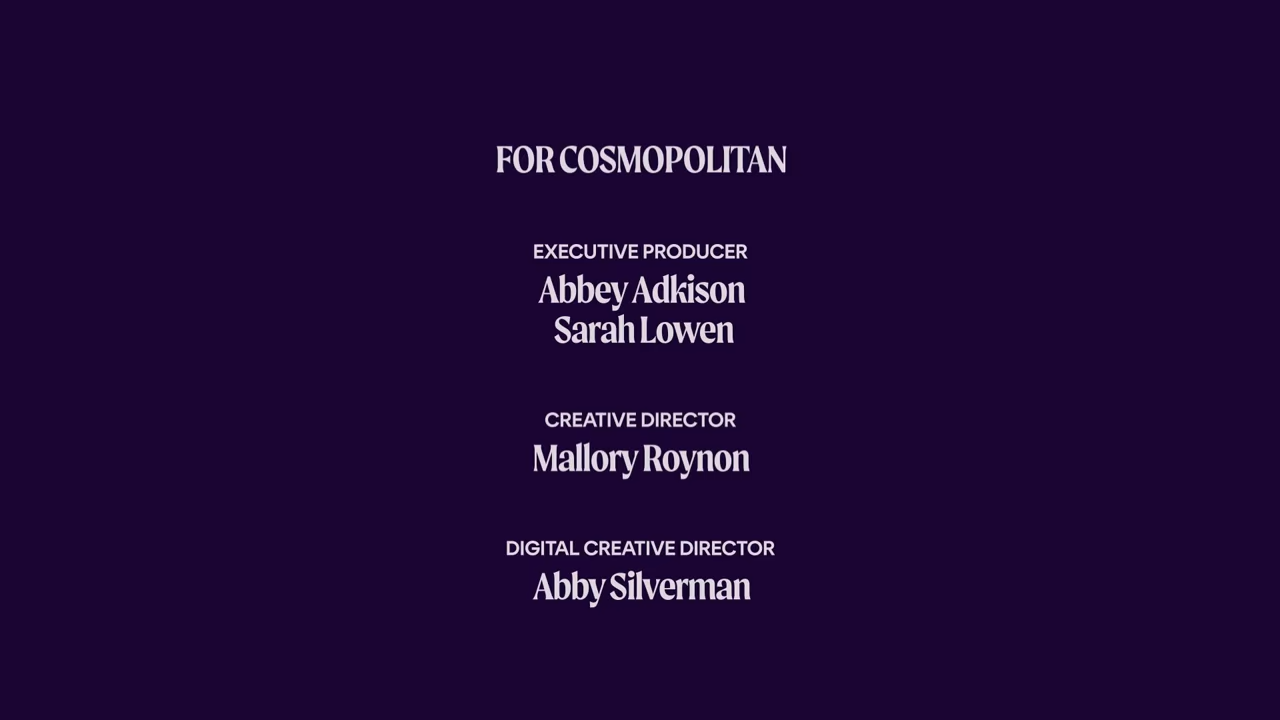 FOR COSMOPOLITAN
EXECUTIVE PRODUCER
Abbey Adkison
Sarah Lowen
CREATIVE DIRECTOR
Mallory Roynon
DIGITAL CREATIVE DIRECTOR
Abby Silverman